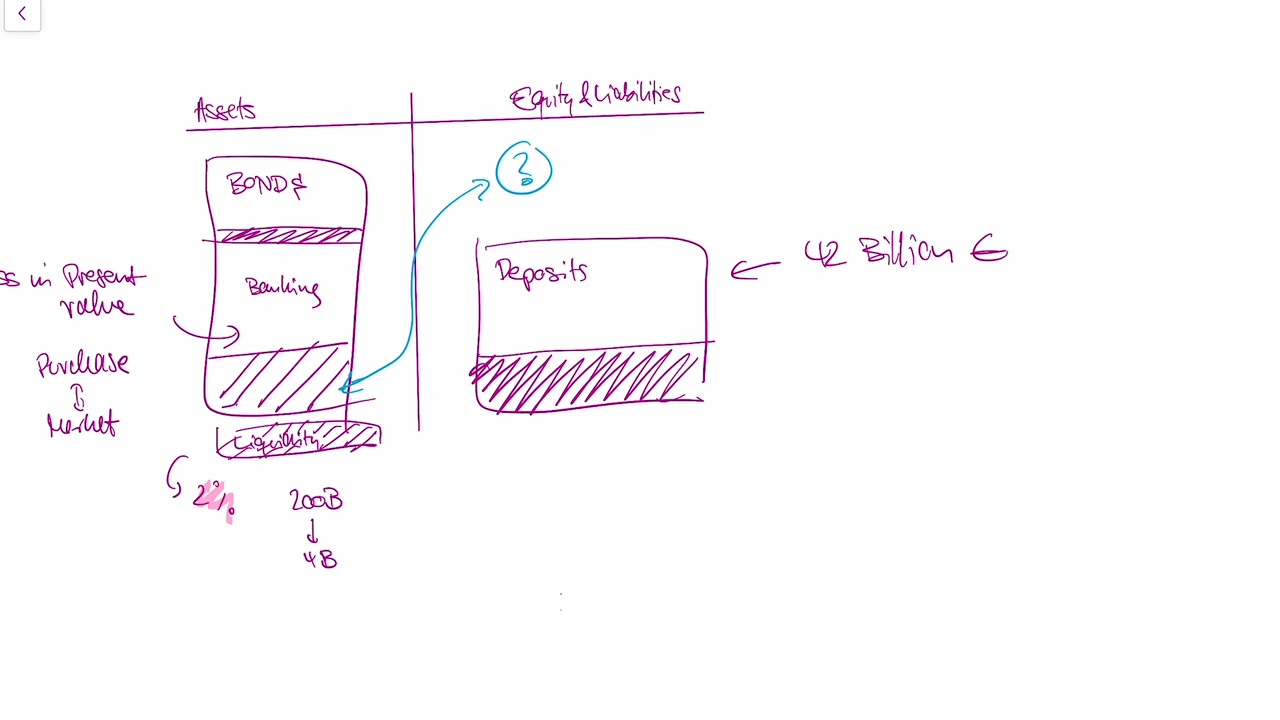 Assets
Equity & Liabilities
BONDS
Banking
Deposits
42 Billion €
ss in Present
value
Purchase
Market
Liquidity
2%
200B
4B
?